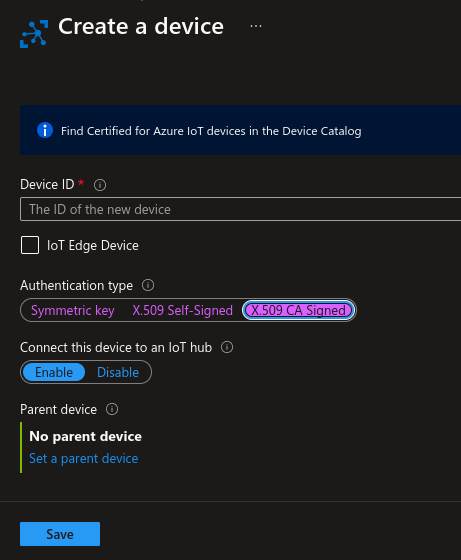 Create a device ...
Find Certified for Azure IoT devices in the Device Catalog
Device ID *
The ID of the new device
IoT Edge Device
Authentication type
Symmetric key X.509 Self-Signed X.509 CA Signed
Connect this device to an IoT hub
Enable Disable
Parent device
No parent device
Set a parent device
Save